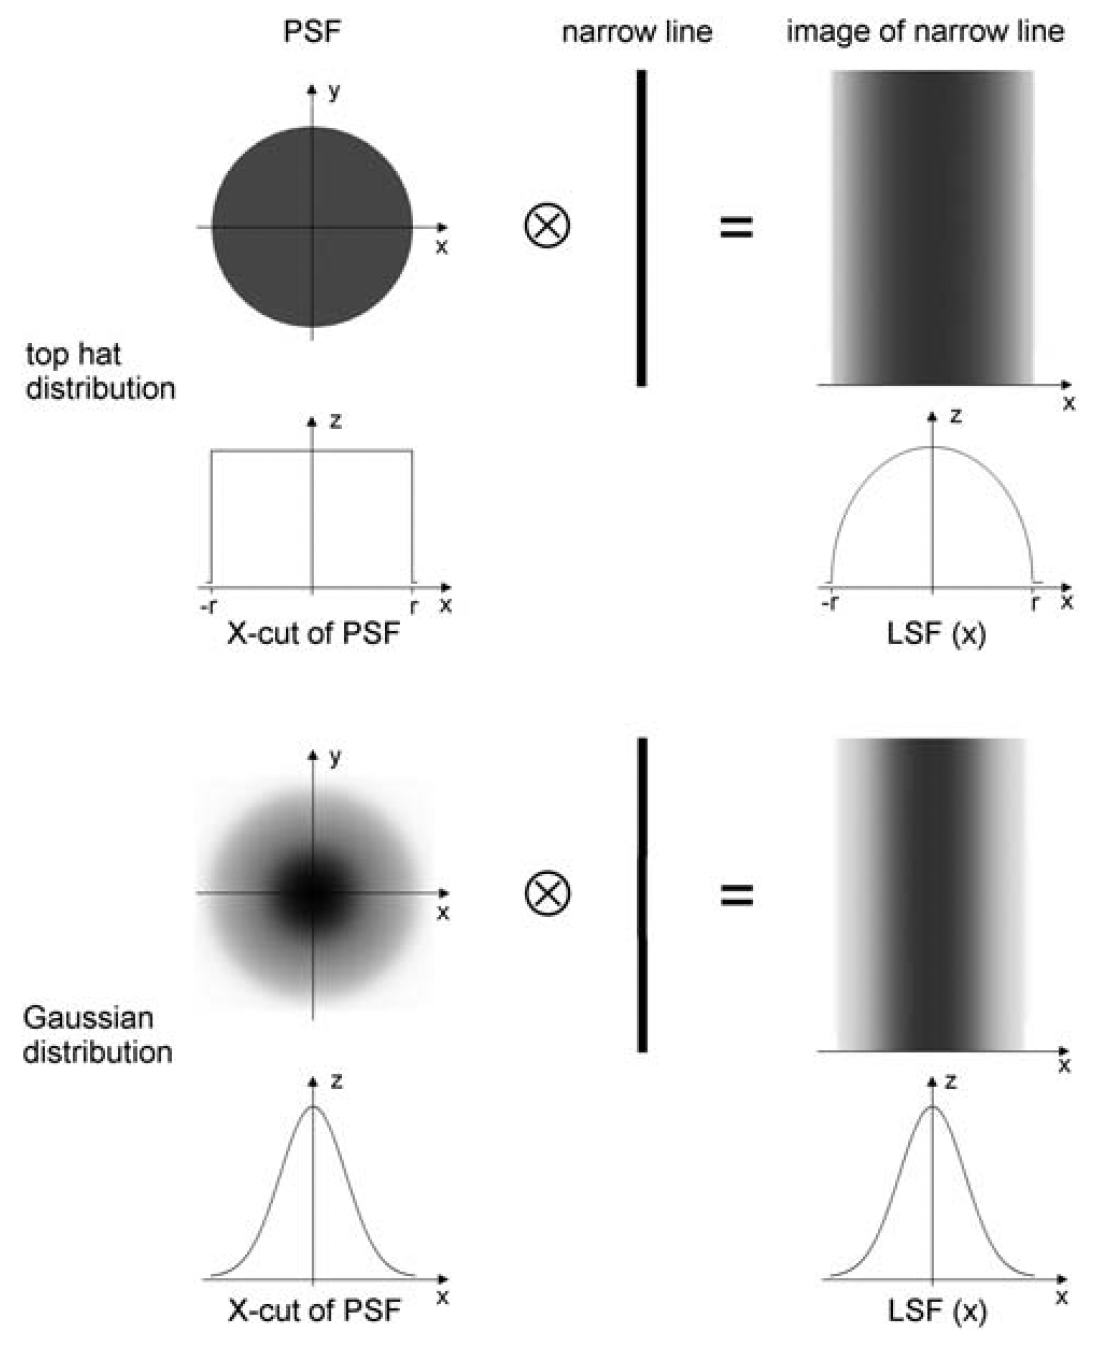 PSF
narrow line
image of narrow line
y
x
=
x
top hat
distribution
z
-r
r
x
X-cut of PSF
z
-r
r
x
LSF (x)
y
x
=
x
Gaussian
distribution
z
x
X-cut of PSF
z
x
LSF (x)